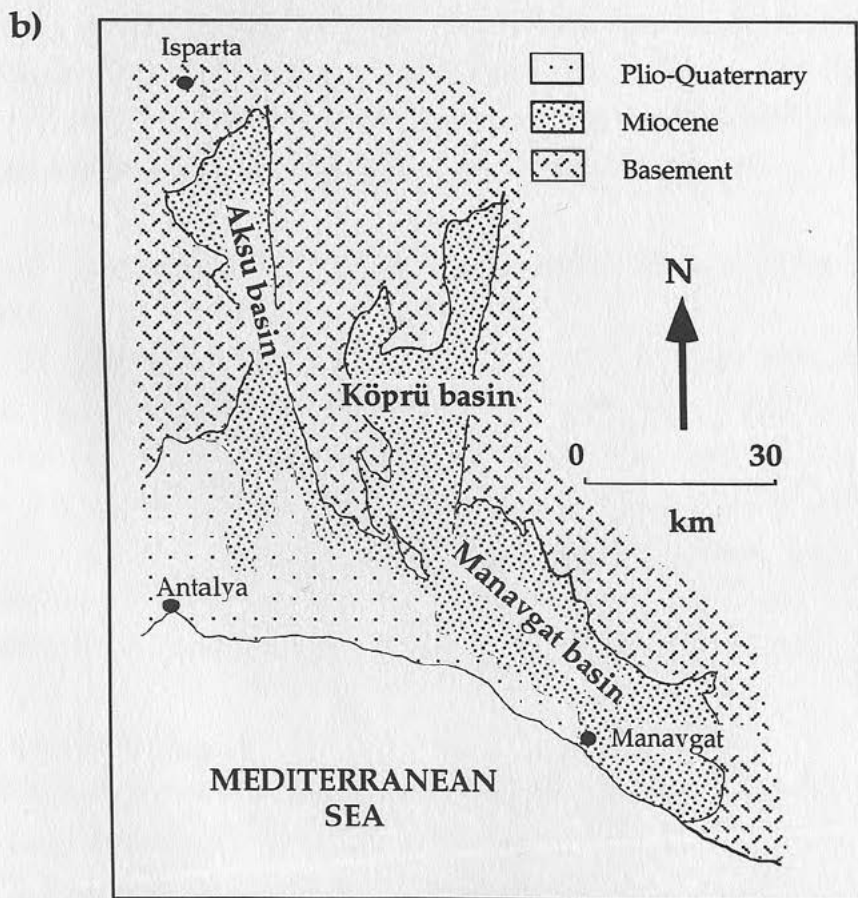 b)
Isparta
Plio-Quaternary
Miocene
Basement
Aksu basin
N
Köprü basin
0 30
km
Antalya
Manavgat basin
Manavgat
MEDITERRANEAN
SEA